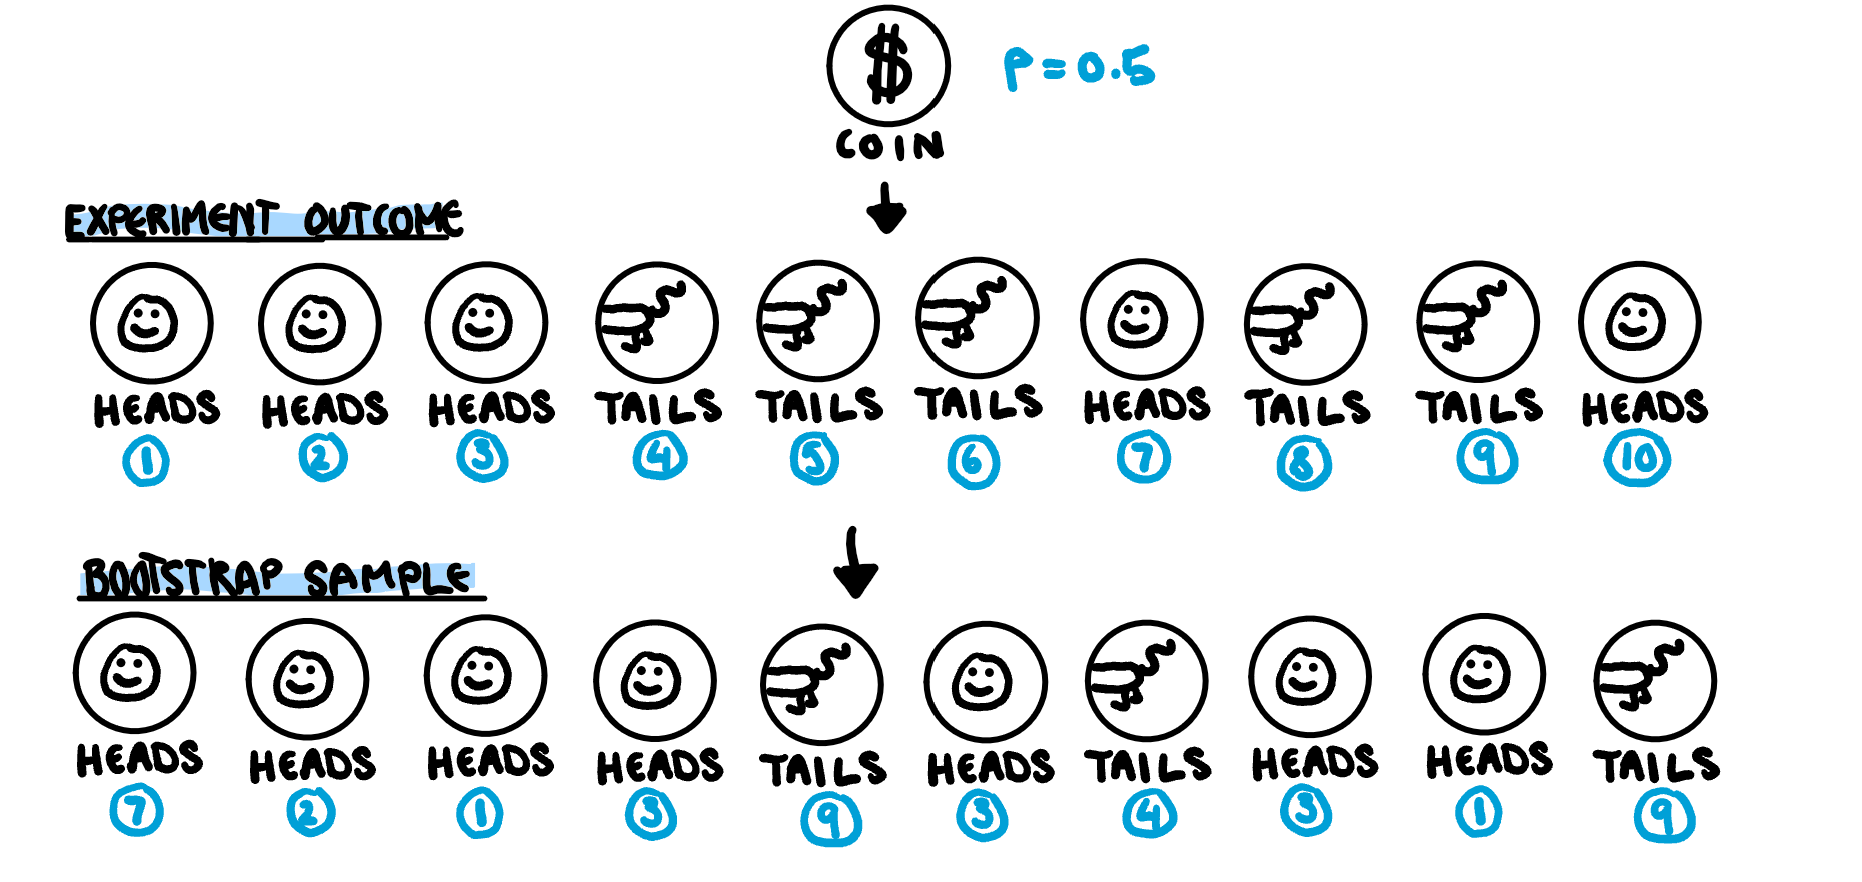 $ P = 0.5
COIN
EXPERIMENT OUTCOME
HEADS HEADS HEADS TAILS TAILS TAILS HEADS TAILS TAILS HEADS
1 2 3 4 5 6 7 8 9 10
BOOTSTRAP SAMPLE
HEADS HEADS HEADS HEADS TAILS HEADS TAILS HEADS HEADS TAILS
7 2 1 3 9 3 4 3 1 9